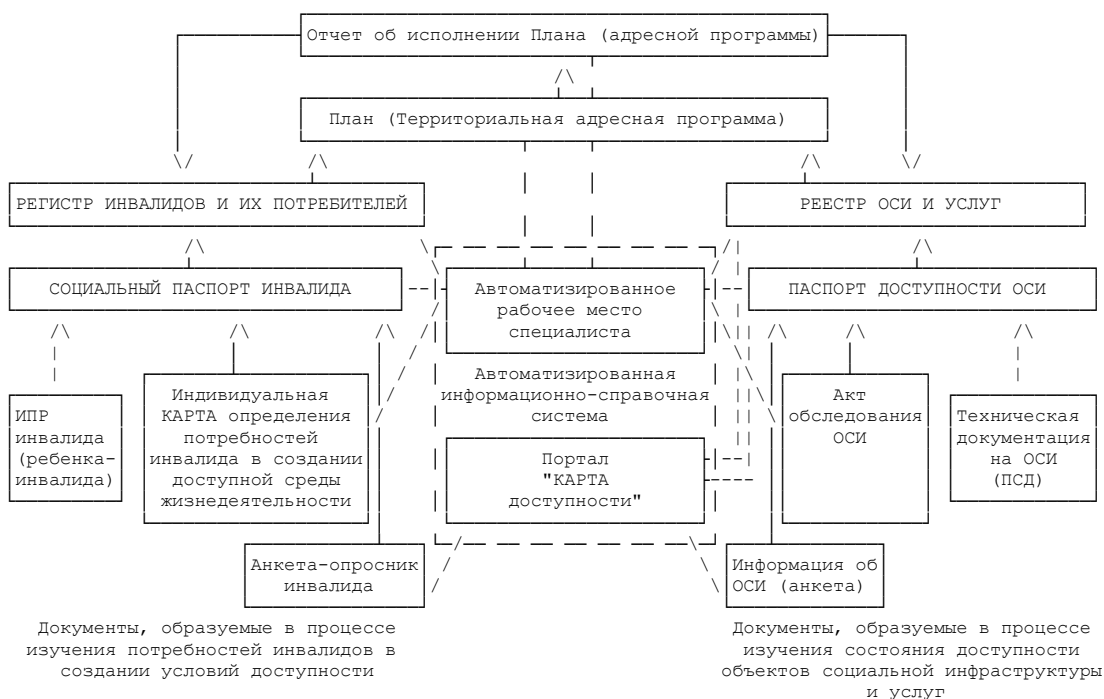 Отчет об исполнении Плана (адресной программы)
План (Территориальная адресная программа)
РЕГИСТР ИНВАЛИДОВ И ИХ ПОТРЕБИТЕЛЕЙ
РЕЕСТР ОСИ И УСЛУГ
СОЦИАЛЬНЫЙ ПАСПОРТ ИНВАЛИДА
Автоматизированное
рабочее место
специалиста
ПАСПОРТ ДОСТУПНОСТИ ОСИ
Автоматизированная
информационно-справочная
система
ИПР
инвалида
(ребенка-
инвалида)
Индивидуальная
КАРТА определения
потребностей
инвалида в создании
доступной среды
жизнедеятельности
Портал
"КАРТА
доступности"
Акт
обследования
ОСИ
Техническая
документация
на ОСИ
(ПСД)
Анкета-опросник
инвалида
Информация об
ОСИ (анкета)
Документы, образуемые в процессе
изучения потребностей инвалидов в
создании условий доступности
Документы, образуемые в процессе
изучения состояния доступности
объектов социальной инфраструктуры
и услуг